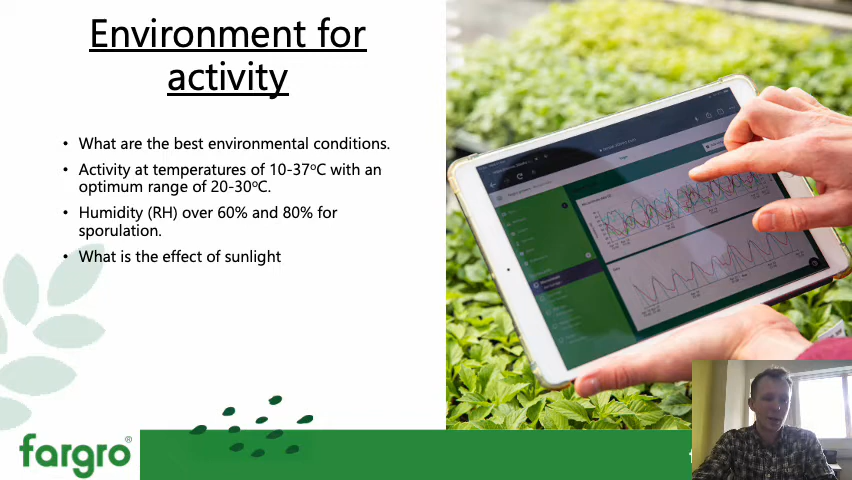 Environment for
activity
• What are the best environmental conditions.
• Activity at temperatures of 10-37ºC with an
optimum range of 20-30ºC.
• Humidity (RH) over 60% and 80% for
sporulation.
• What is the effect of sunlight
fargro®